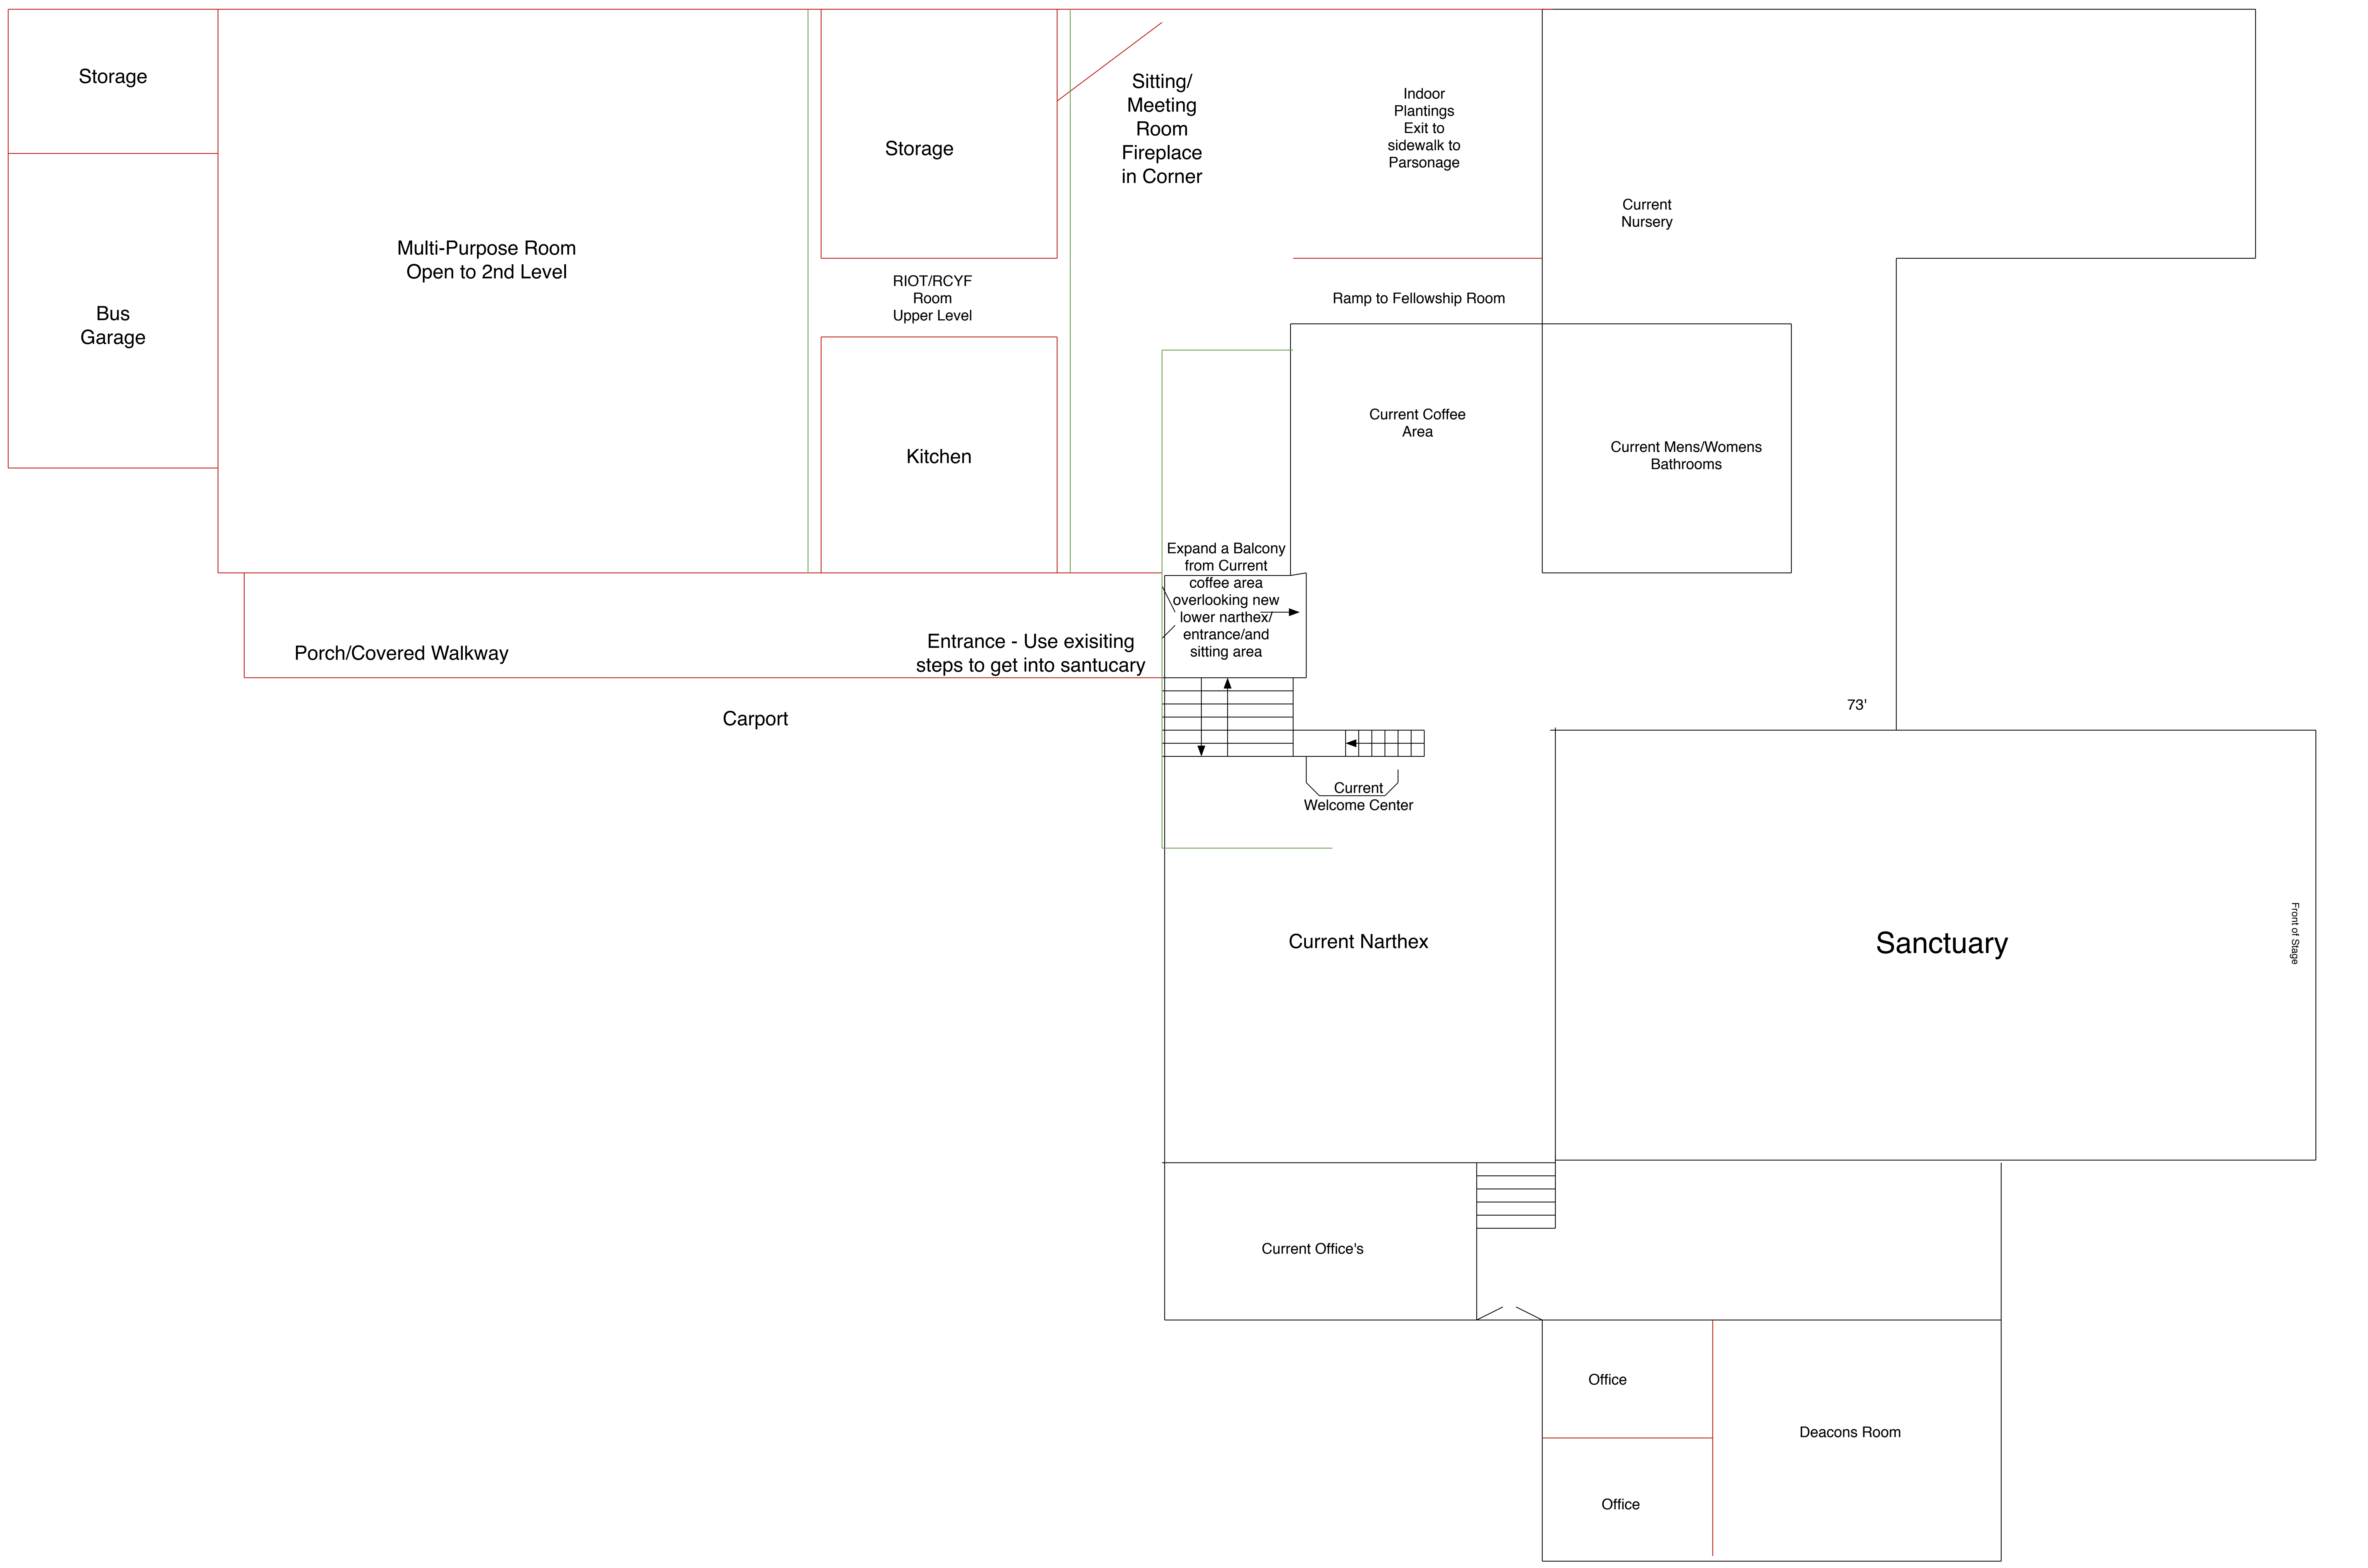 Storage
Bus
Garage
Multi-Purpose Room
Open to 2nd Level
Storage
RIOT/RCYF
Room
Upper Level
Kitchen
Sitting/
Meeting
Room
Fireplace
in Corner
Indoor
Plantings
Exit to
sidewalk to
Parsonage
Ramp to Fellowship Room
Current
Nursery
Current Coffee
Area
Current Mens/Womens
Bathrooms
Expand a Balcony
from Current
coffee area
overlooking new
lower narthex/
entrance/and
sitting area
Porch/Covered Walkway
Entrance - Use exisiting
steps to get into santucary
Carport
73'
Current
Welcome Center
Current Narthex
Sanctuary
Front of Stage
Current Office's
Office
Deacons Room
Office